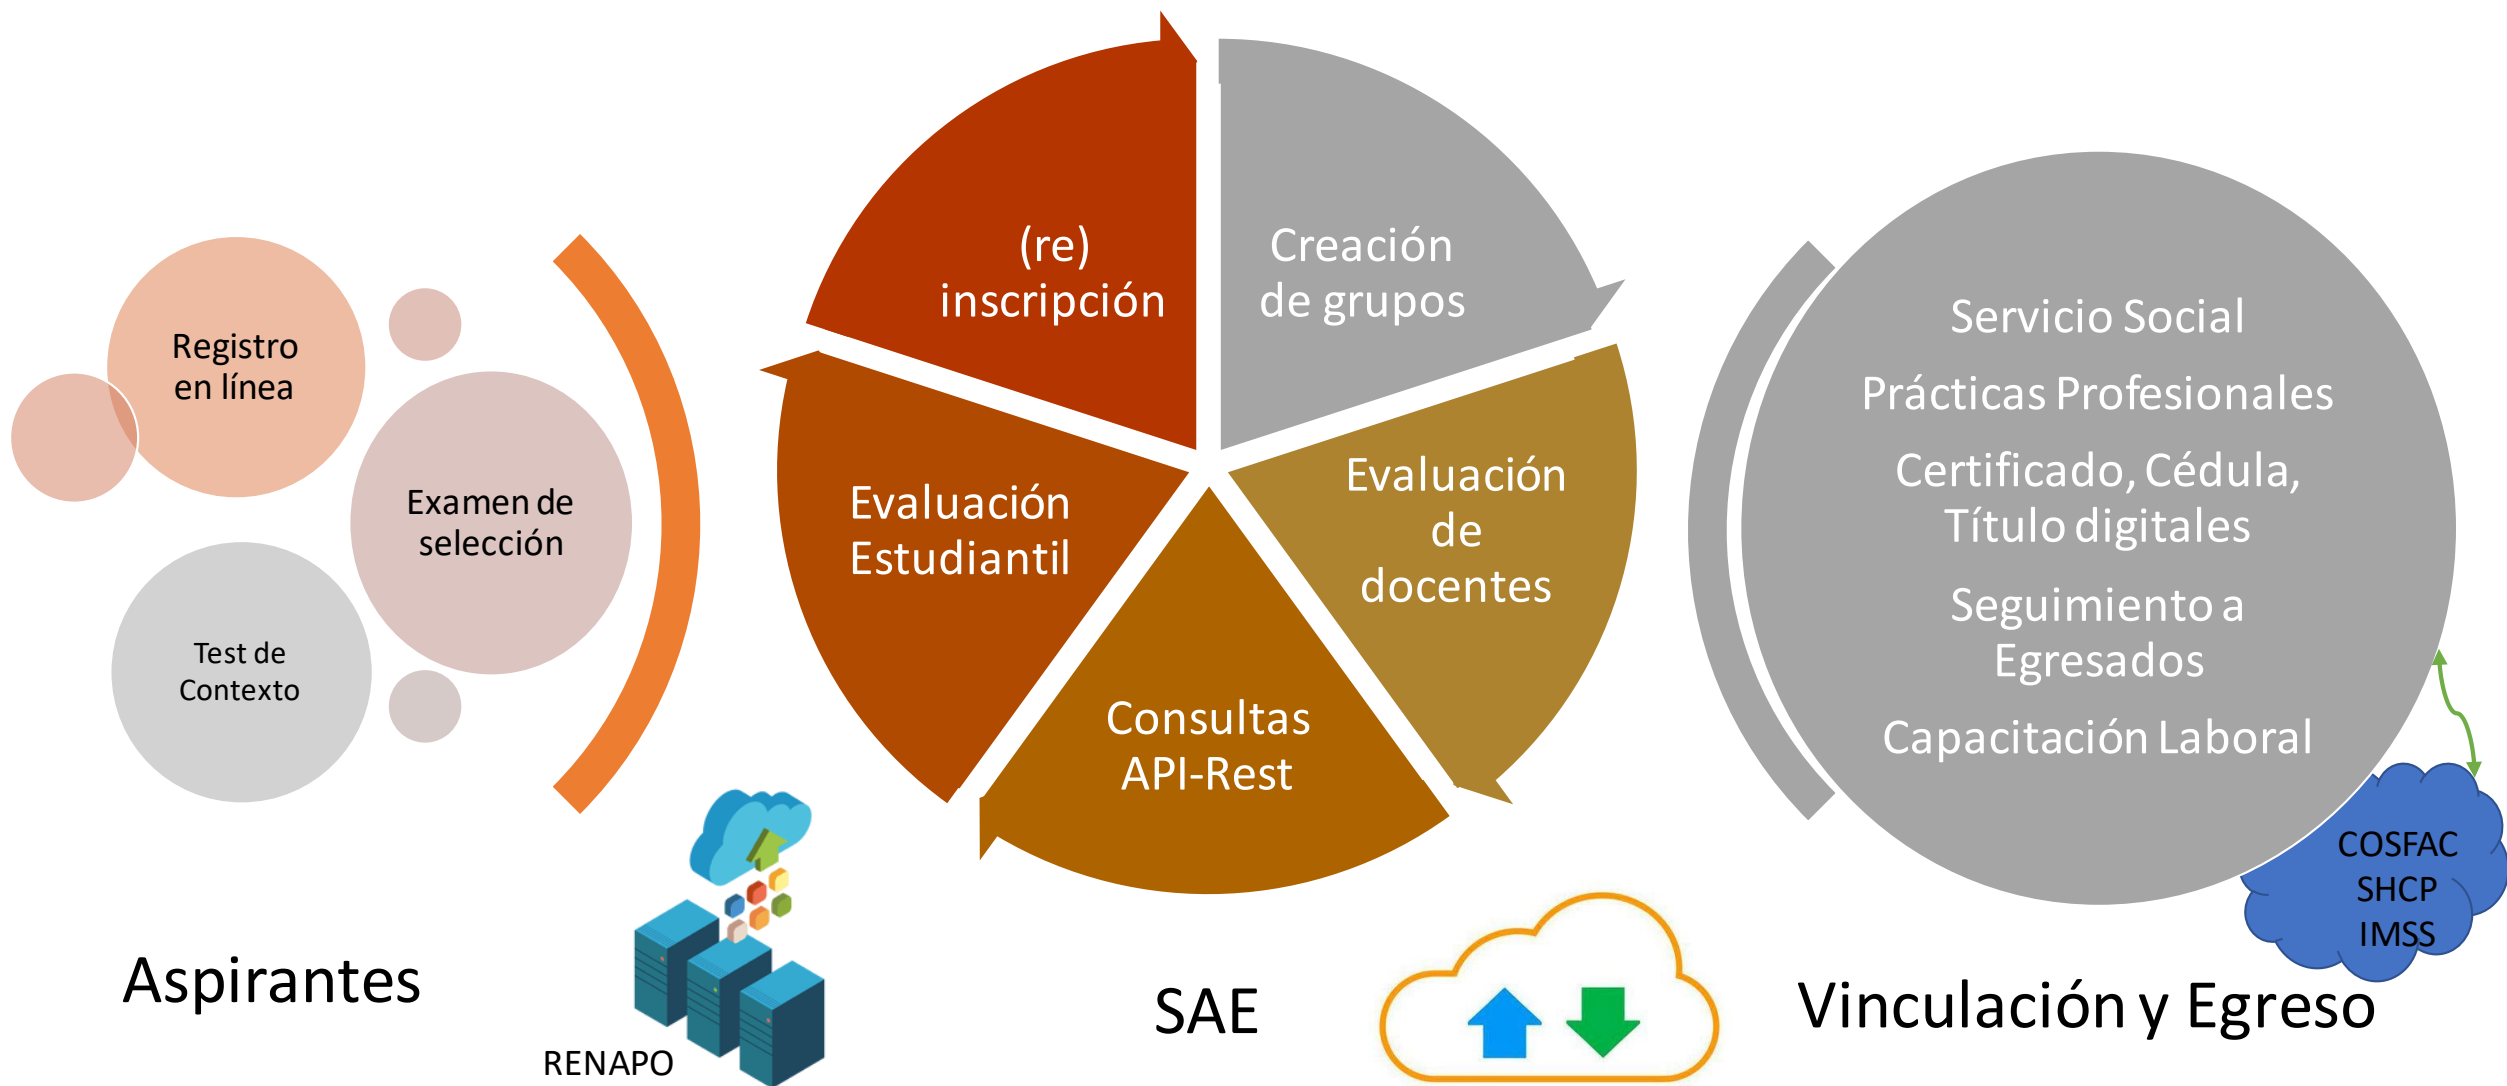 Registro
en línea
Examen de
selección
Test de
Contexto
Aspirantes
RENAPO
(re)
inscripción
Creación
de grupos
Evaluación
de
docentes
Consultas
API-Rest
Evaluación
Estudiantil
SAE
Servicio Social
Prácticas Profesionales
Certificado, Cédula,
Título digitales
Seguimiento a
Egresados
Capacitación Laboral
COSFAC
SHCP
IMSS
Vinculación y Egreso